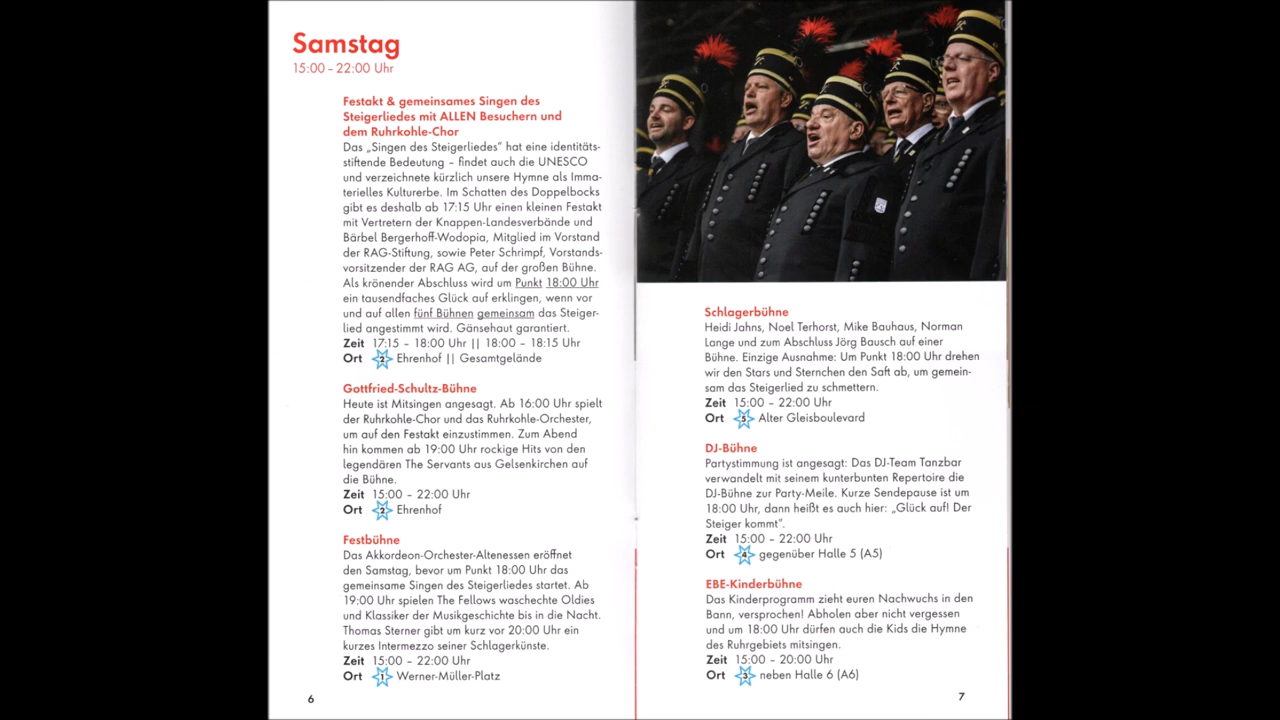 Samstag
15:00 – 22:00 Uhr
Festakt & gemeinsames Singen des
Steigerliedes mit ALLEN Besuchern und
dem Ruhrkohle-Chor
Das „Singen des Steigerliedes“ hat eine identitäts-
stiftende Bedeutung – findet auch die UNESCO
und verzeichnete kürzlich unsere Hymne als Imma-
terielles Kulturerbe. Im Schatten des Doppelbocks
gibt es deshalb ab 17:15 Uhr einen kleinen Festakt
mit Vertretern der Knappen-Landesverbände und
Bärbel Bergerhoff-Wodopia, Mitglied im Vorstand
der RAG-Stiftung, sowie Peter Schrimpf, Vorstands-
vorsitzender der RAG AG, auf der großen Bühne.
Als krönender Abschluss wird um Punkt 18:00 Uhr
ein tausendfaches Glück auf erklingen, wenn vor
und auf allen fünf Bühnen gemeinsam das Steiger-
lied angestimmt wird. Gänsehaut garantiert.
Zeit 17:15 – 18:00 Uhr || 18:00 – 18:15 Uhr
Ort 2 Ehrenhof || Gesamtgelände
Gottfried-Schultz-Bühne
Heute ist Mitsingen angesagt. Ab 16:00 Uhr spielt
der Ruhrkohle-Chor und das Ruhrkohle-Orchester,
um auf den Festakt einzustimmen. Zum Abend
hin kommen ab 19:00 Uhr rockige Hits von den
legendären The Servants aus Gelsenkirchen auf
die Bühne.
Zeit 15:00 – 22:00 Uhr
Ort 2 Ehrenhof
Festbühne
Das Akkordeon-Orchester-Altenessen eröffnet
den Samstag, bevor um Punkt 18:00 Uhr das
gemeinsame Singen des Steigerliedes startet. Ab
19:00 Uhr spielen The Fellows waschechte Oldies
und Klassiker der Musikgeschichte bis in die Nacht.
Thomas Sterner gibt um kurz vor 20:00 Uhr ein
kurzes Intermezzo seiner Schlagerkünste.
Zeit 15:00 – 22:00 Uhr
Ort 1 Werner-Müller-Platz
6
Schlagerbühne
Heidi Jahns, Noel Terhorst, Mike Bauhaus, Norman
Lange und zum Abschluss Jörg Bausch auf einer
Bühne. Einzige Ausnahme: Um Punkt 18:00 Uhr drehen
wir den Stars und Sternchen den Saft ab, um gemein-
sam das Steigerlied zu schmettern.
Zeit 15:00 – 22:00 Uhr
Ort 5 Alter Gleisboulevard
DJ-Bühne
Partystimmung ist angesagt: Das DJ-Team Tanzbar
verwandelt mit seinem kunterbunten Repertoire die
DJ-Bühne zur Party-Meile. Kurze Sendepause ist um
18:00 Uhr, dann heißt es auch hier: „Glück auf! Der
Steiger kommt“.
Zeit 15:00 – 22:00 Uhr
Ort 4 gegenüber Halle 5 (A5)
EBE-Kinderbühne
Das Kinderprogramm zieht euren Nachwuchs in den
Bann, versprochen! Abholen aber nicht vergessen
und um 18:00 Uhr dürfen auch die Kids die Hymne
des Ruhrgebiets mitsingen.
Zeit 15:00 – 20:00 Uhr
Ort 3 neben Halle 6 (A6)
7